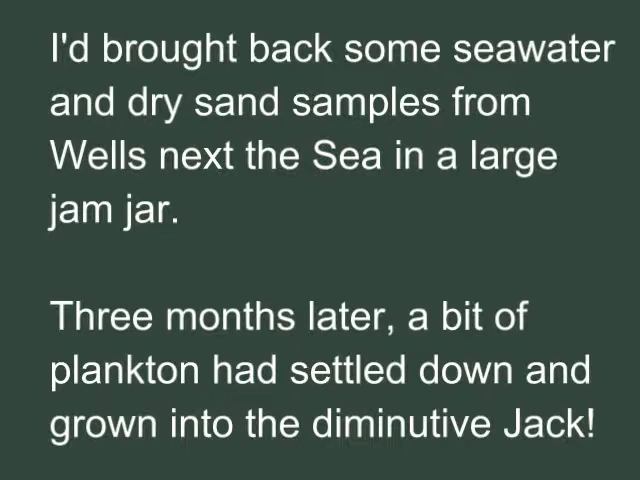 I'd brought back some seawater
and dry sand samples from
Wells next the Sea in a large
jam jar.
Three months later, a bit of
plankton had settled down and
grown into the diminutive Jack!